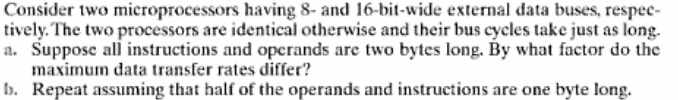 Consider two microprocessors having 8- and 16-bit-wide external data buses, respec-
tively. The two processors are identical otherwise and their bus cycles take just as long.
a. Suppose all instructions and operands are two bytes long. By what factor do the
maximum data transfer rates differ?
b. Repeat assuming that half of the operands and instructions are one byte long.